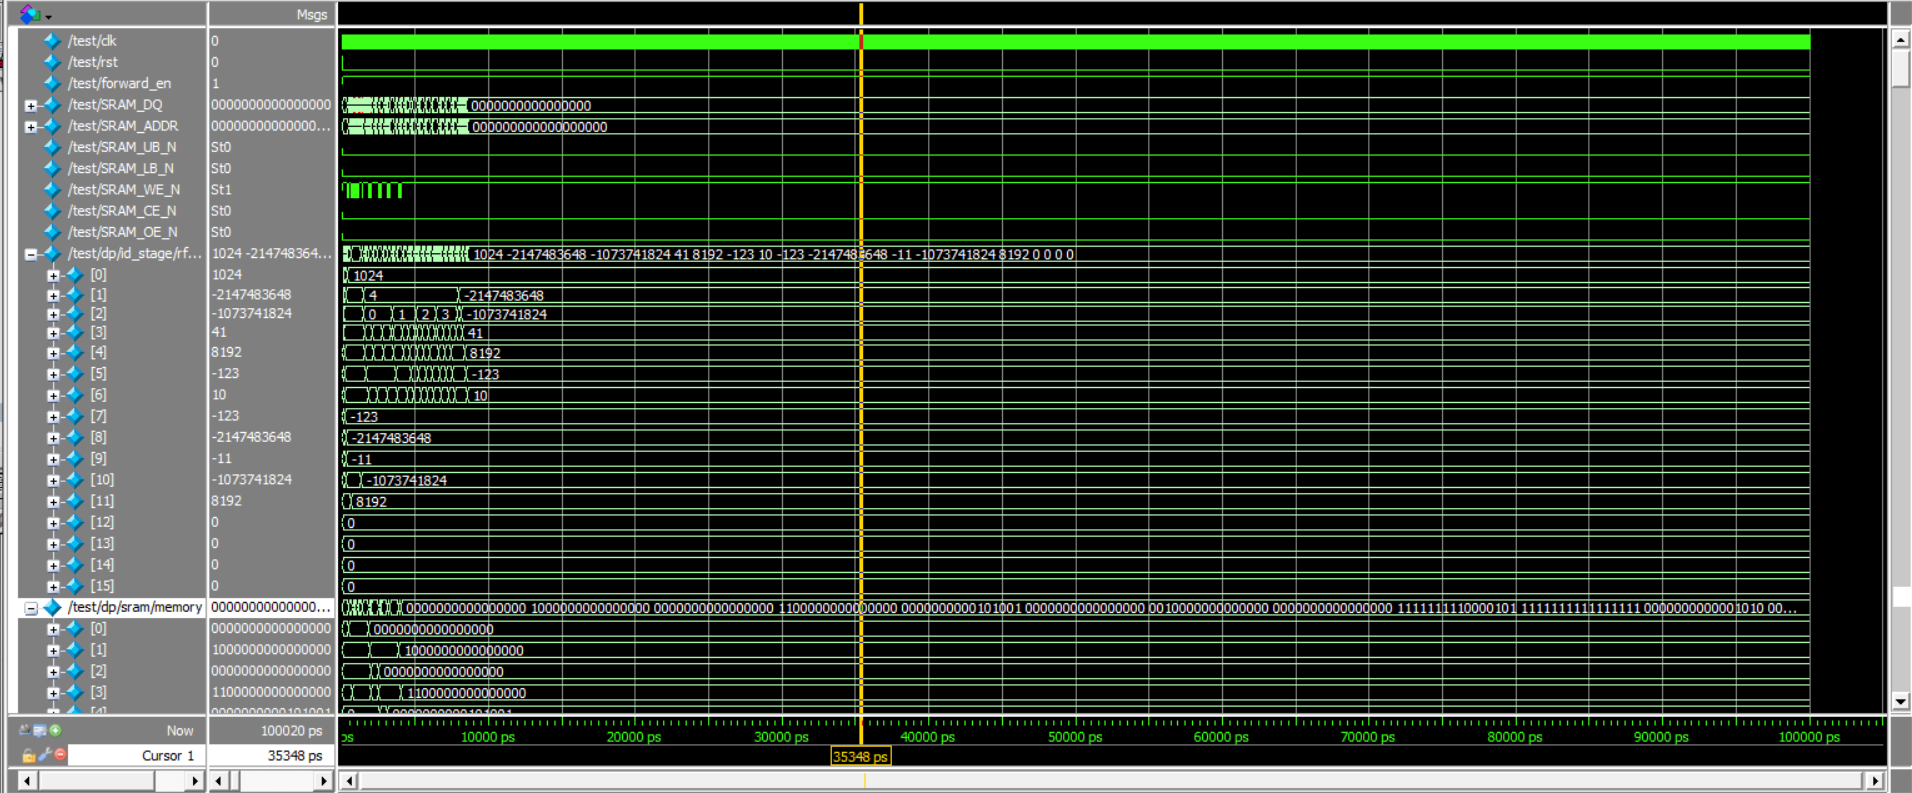 Msgs
/test/clk 0
/test/rst 0
/test/forward_en 1
/test/SRAM_DQ 0000000000000000 0000000000000000
/test/SRAM_ADDR 00000000000000... 000000000000000000
/test/SRAM_UB_N St0
/test/SRAM_LB_N St0
/test/SRAM_WE_N St1
/test/SRAM_CE_N St0
/test/SRAM_OE_N St0
/test/dp/id_stage/rf... 1024 -214748364... 1024 -2147483648 -1073741824 41 8192 -123 10 -123 -2147483648 -11 -1073741824 8192 0 0 0 0
[0] 1024 1024
[1] -2147483648 4 -2147483648
[2] -1073741824 0 1 2 3 -1073741824
[3] 41 41
[4] 8192 8192
[5] -123 -123
[6] 10 10
[7] -123 -123
[8] -2147483648 -2147483648
[9] -11 -11
[10] -1073741824 -1073741824
[11] 8192 8192
[12] 0 0
[13] 0 0
[14] 0 0
[15] 0 0
/test/dp/sram/memory 00000000000000... 0000000000000000 1000000000000000 0000000000000000 1100000000000000 0000000000101001 0000000000000000 0010000000000000 0000000000000000 1111111110000101 1111111111111111 0000000000001010 00...
[0] 0000000000000000 0000000000000000
[1] 1000000000000000 1000000000000000
[2] 0000000000000000 0000000000000000
[3] 1100000000000000 1100000000000000
[4] 0000000000101001 0 0000000000101001
Now 100020 ps
ps 10000 ps 20000 ps 30000 ps 40000 ps 50000 ps 60000 ps 70000 ps 80000 ps 90000 ps 100000 ps
Cursor 1 35348 ps 35348 ps